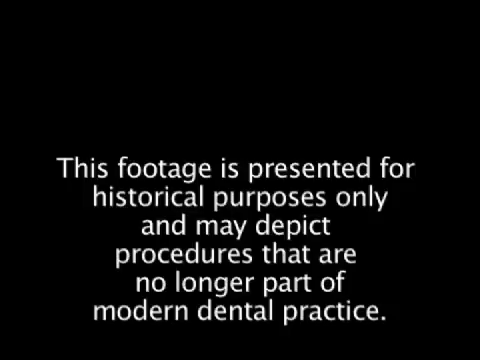 This footage is presented for
historical purposes only
and may depict
procedures that are
no longer part of
modern dental practice.